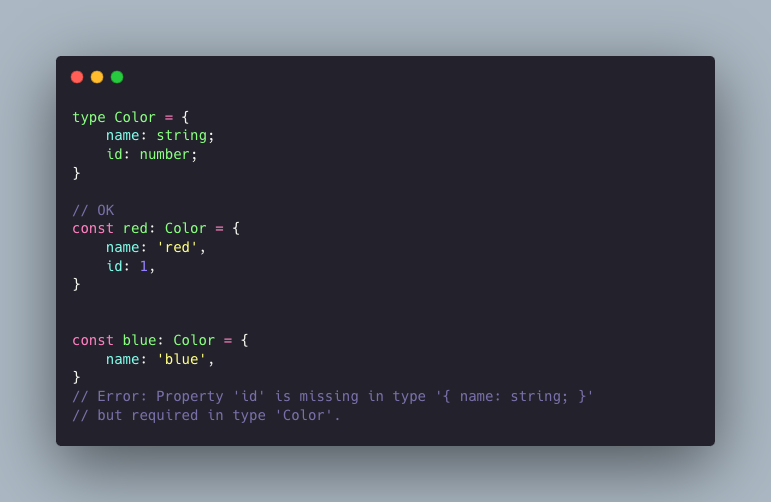 type Color = {
    name: string;
    id: number;
}
// OK
const red: Color = {
    name: 'red',
    id: 1,
}
const blue: Color = {
    name: 'blue',
}
// Error: Property 'id' is missing in type '{ name: string; }'
// but required in type 'Color'.